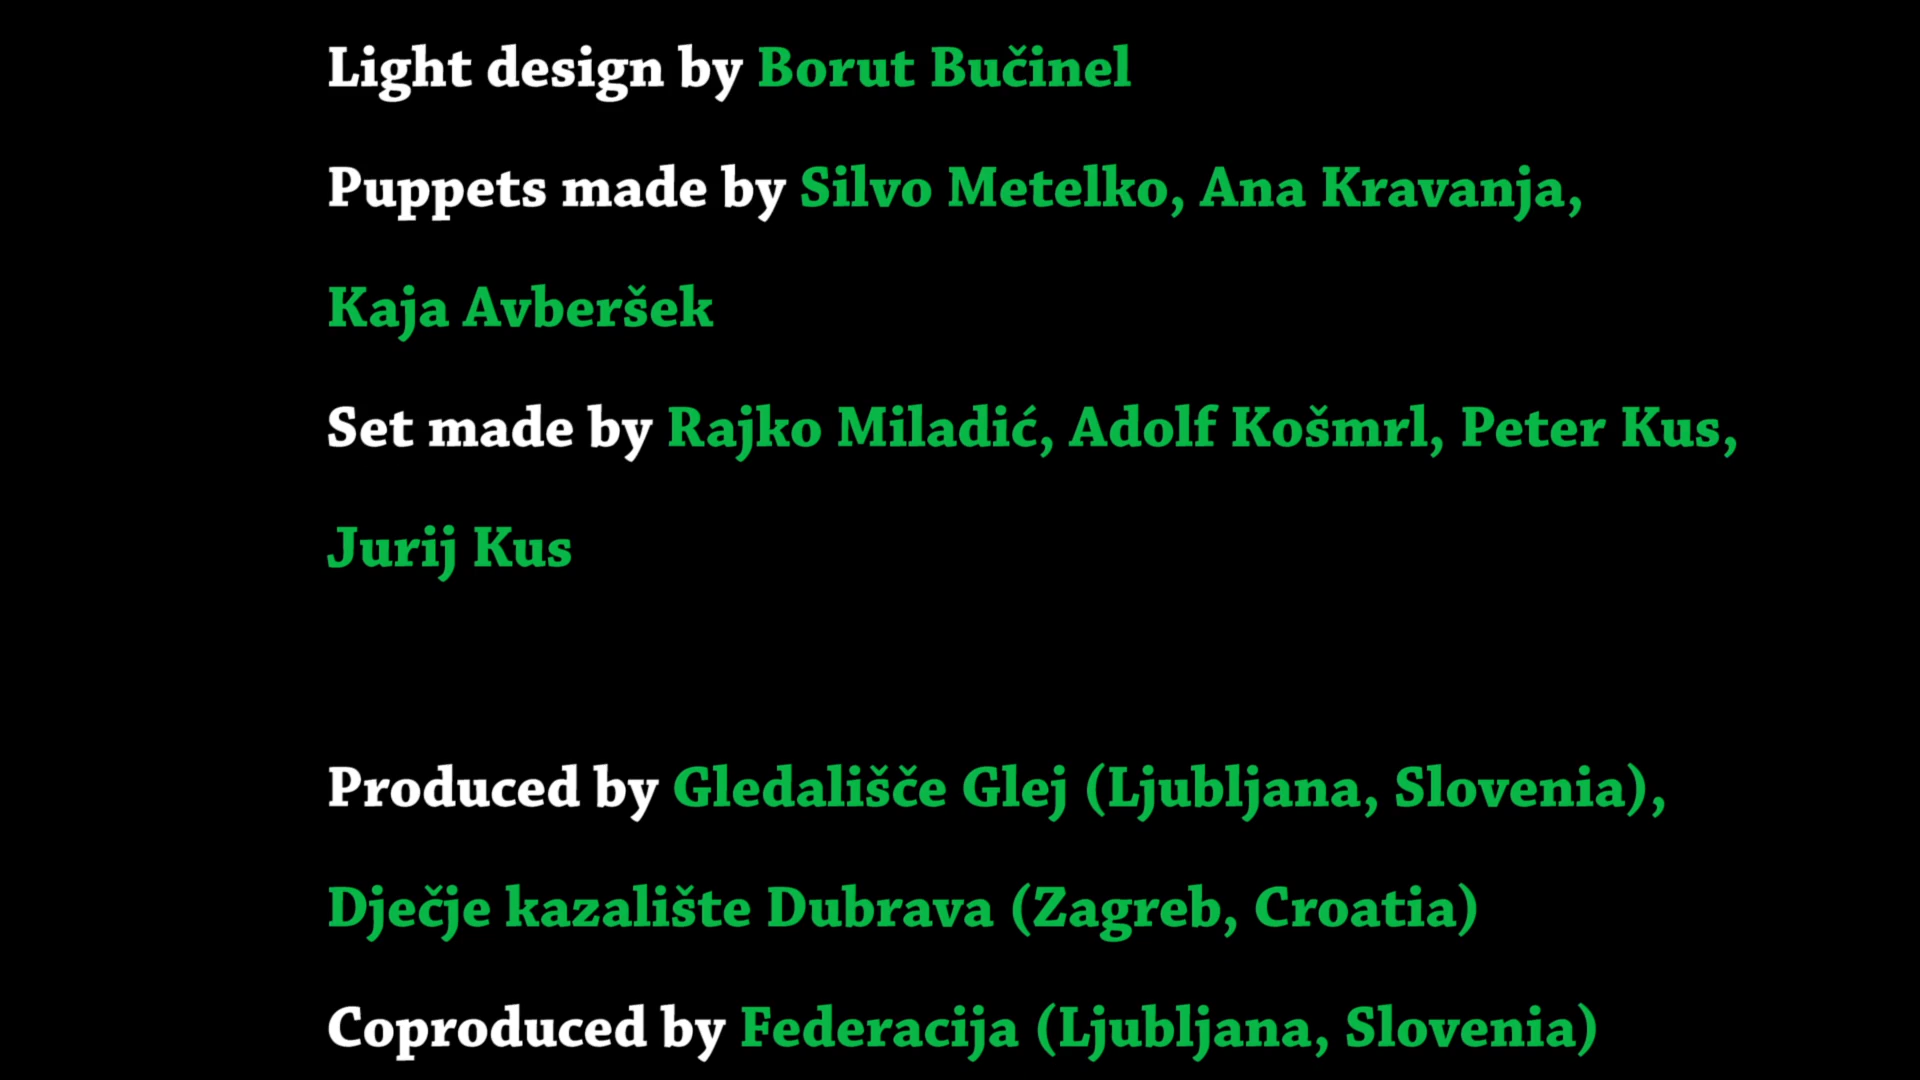 Light design by Borut Bučinel
Puppets made by Silvo Metelko, Ana Kravanja,
Kaja Avberšek
Set made by Rajko Miladić, Adolf Košmrl, Peter Kus,
Jurij Kus
Produced by Gledališče Glej (Ljubljana, Slovenia),
Dječje kazalište Dubrava (Zagreb, Croatia)
Coproduced by Federacija (Ljubljana, Slovenia)